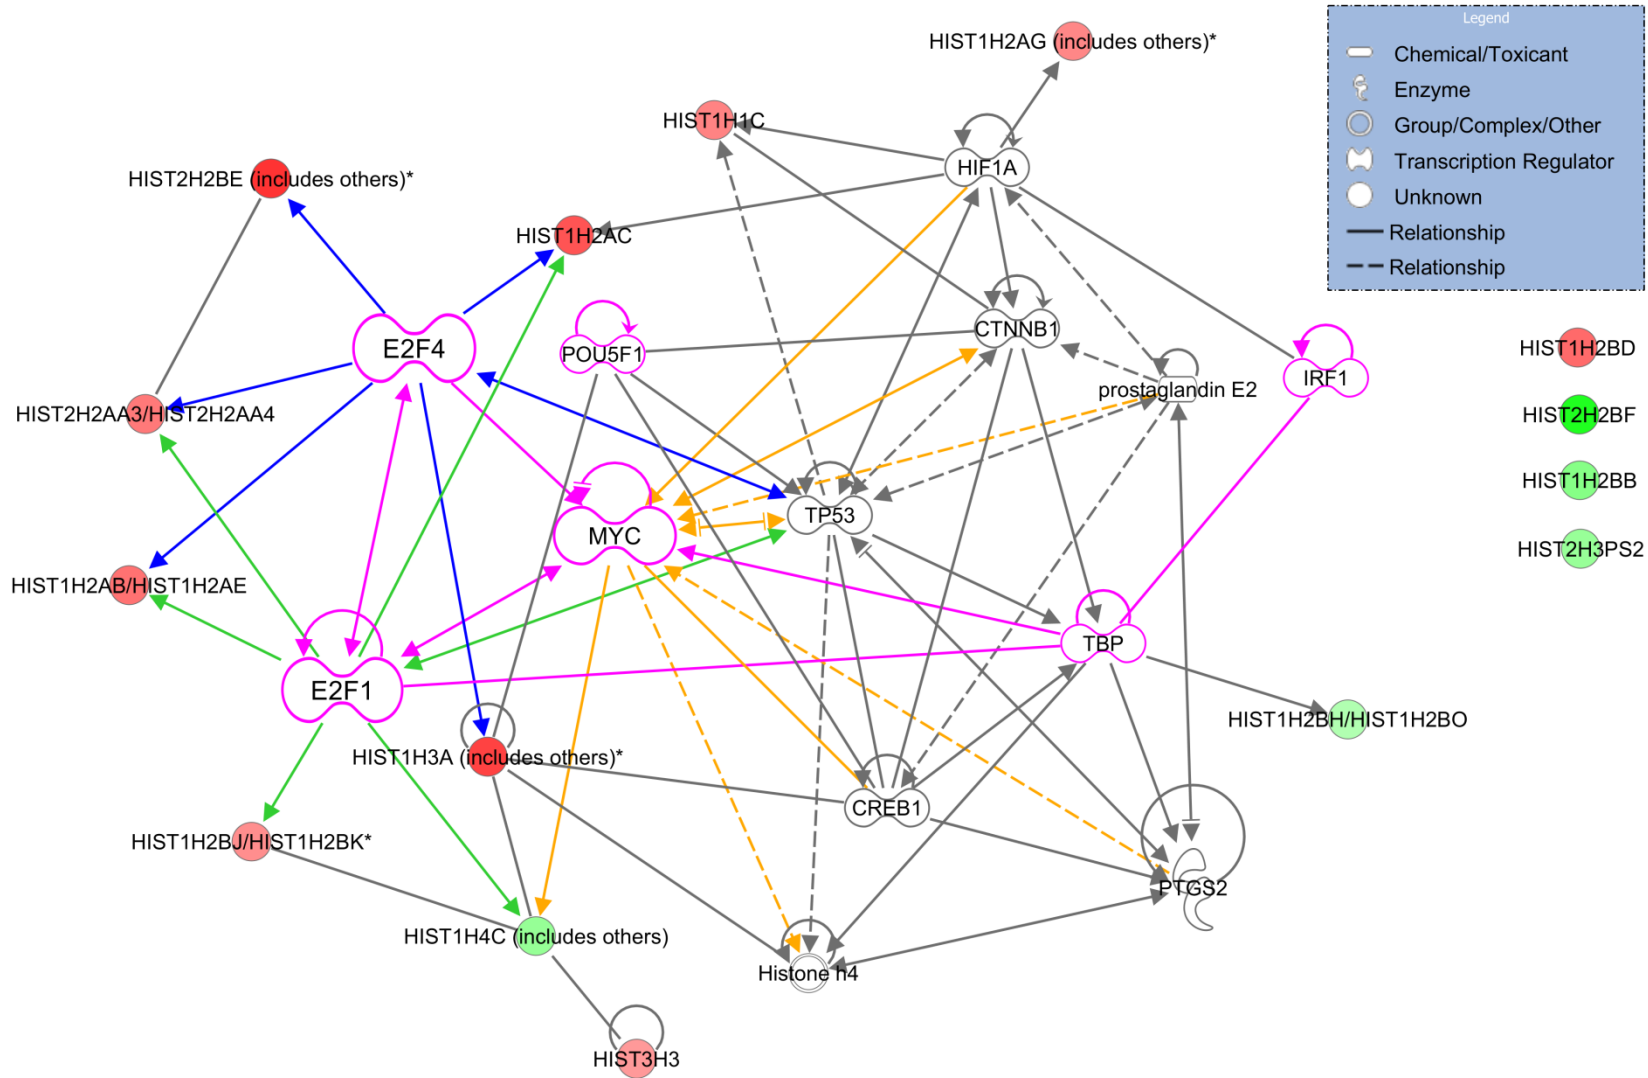 Legend
Chemical/Toxicant
Enzyme
Group/Complex/Other
Transcription Regulator
Unknown
Relationship
Relationship
HIST1H2AG (includes others)*
HIST1H1C
HIF1A
HIST2H2BE (includes others)*
HIST1H2AC
CTNNB1
E2F4
POU5F1
HIST1H2BD
IRF1
prostaglandin E2
HIST2H2AA3/HIST2H2AA4
HIST2H2BF
HIST1H2BB
TP53
MYC
HIST2H3PS2
HIST1H2AB/HIST1H2AE
TBP
E2F1
HIST1H2BH/HIST1H2BO
HIST1H3A (includes others)*
CREB1
HIST1H2BJ/HIST1H2BK*
PTGS2
HIST1H4C (includes others)
Histone h4
HIST3H3